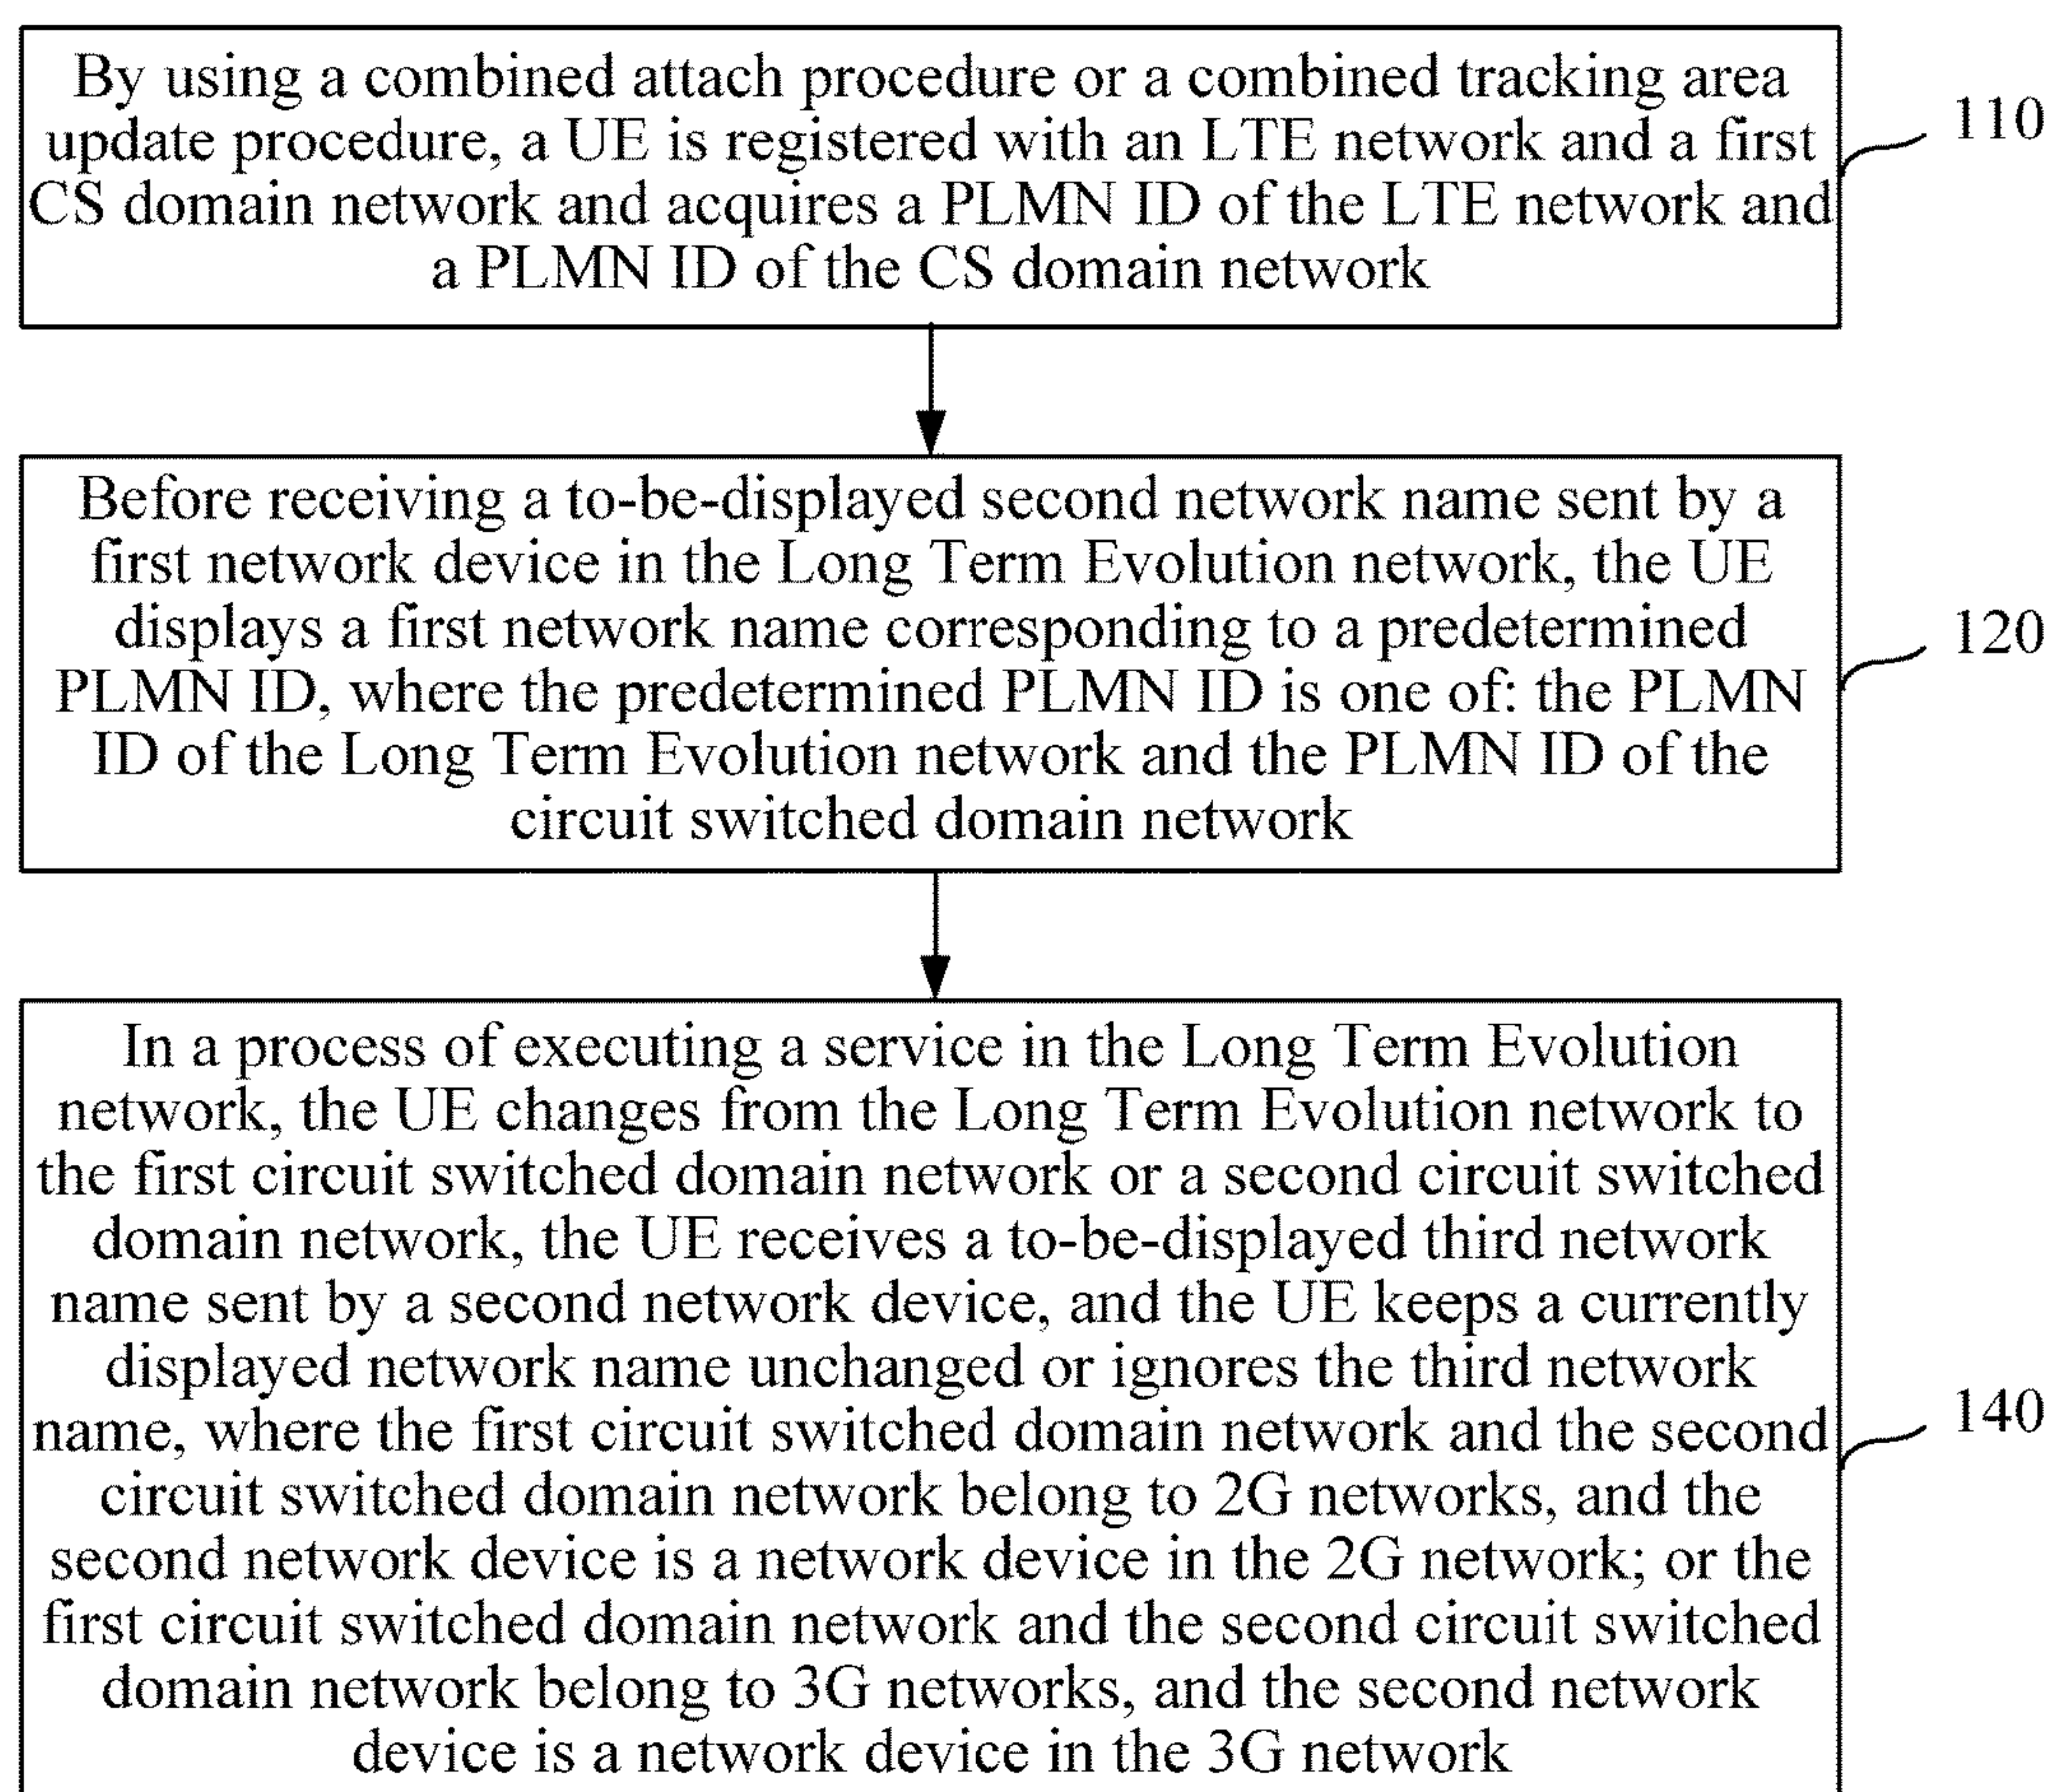 By using a combined attach procedure or a combined tracking area
update procedure, a UE is registered with an LTE network and a first
CS domain network and acquires a PLMN ID of the LTE network and
a PLMN ID of the CS domain network
110
Before receiving a to-be-displayed second network name sent by a
first network device in the Long Term Evolution network, the UE
displays a first network name corresponding to a predetermined
PLMN ID, where the predetermined PLMN ID is one of: the PLMN
ID of the Long Term Evolution network and the PLMN ID of the
circuit switched domain network
120
In a process of executing a service in the Long Term Evolution
network, the UE changes from the Long Term Evolution network to
the first circuit switched domain network or a second circuit switched
domain network, the UE receives a to-be-displayed third network
name sent by a second network device, and the UE keeps a currently
displayed network name unchanged or ignores the third network
name, where the first circuit switched domain network and the second
circuit switched domain network belong to 2G networks, and the
second network device is a network device in the 2G network; or the
first circuit switched domain network and the second circuit switched
domain network belong to 3G networks, and the second network
device is a network device in the 3G network
140